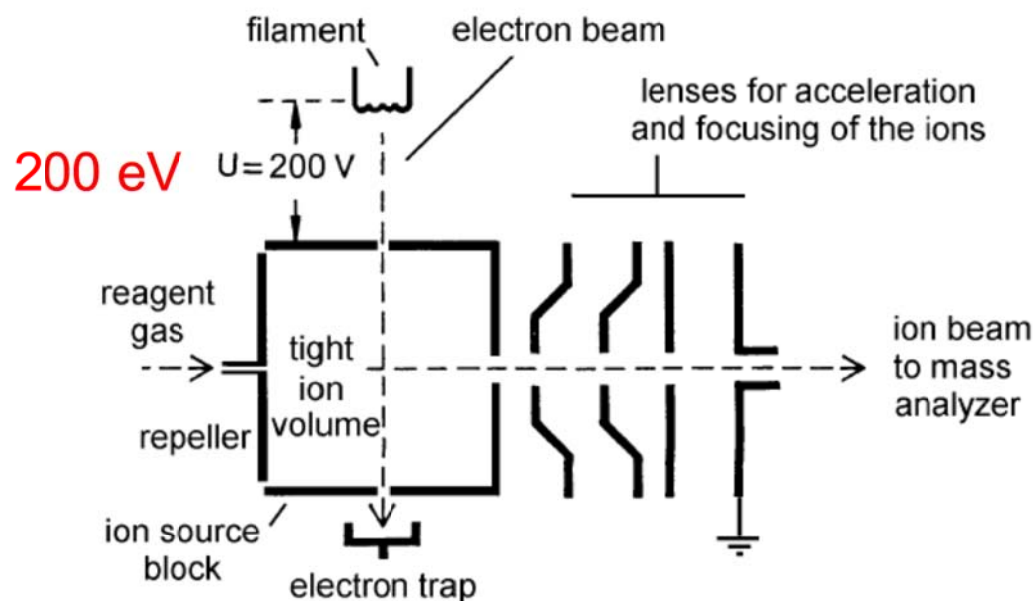 filament
electron beam
lenses for acceleration
and focusing of the ions
200 eV
U=200 V
reagent
gas
tight
ion
volume
repeller
ion beam
to mass
analyzer
ion source
block
electron trap